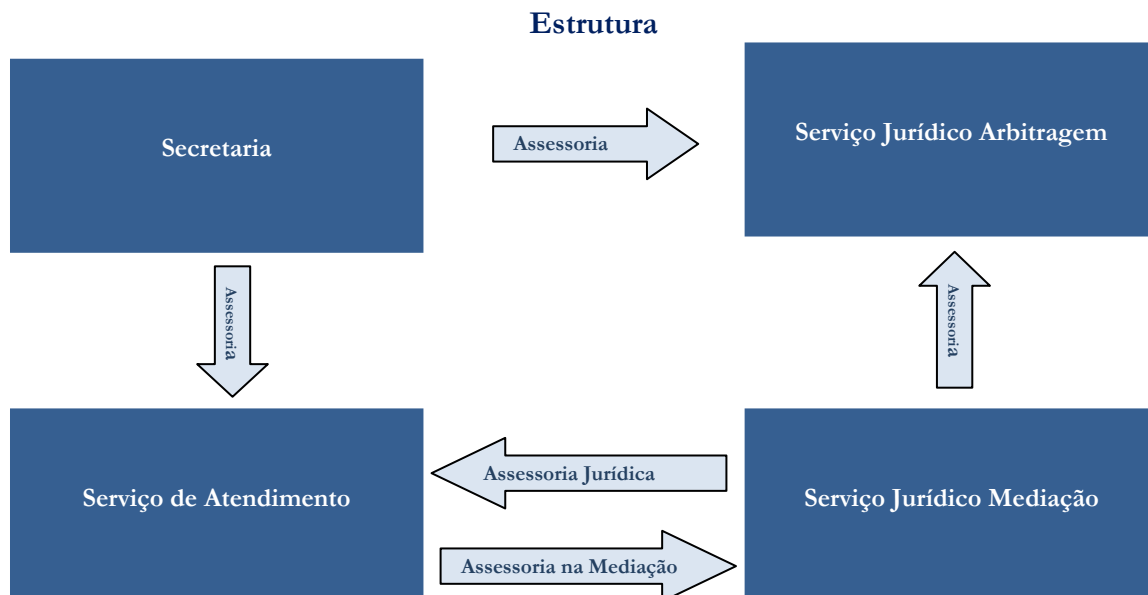 Estrutura
Secretaria
Assessoria
Serviço Jurídico Arbitragem
Assessoria
Assessoria
Serviço de Atendimento
Assessoria Jurídica
Serviço Jurídico Mediação
Assessoria na Mediação